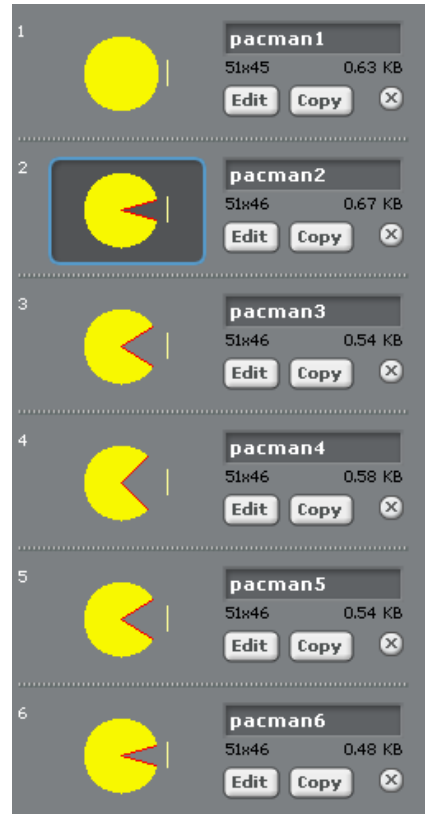 1
pacman1
51x45 0.63 KB
Edit Copy X
2
pacman2
51x46 0.67 KB
Edit Copy X
3
pacman3
51x46 0.54 KB
Edit Copy X
4
pacman4
51x46 0.58 KB
Edit Copy X
5
pacman5
51x46 0.54 KB
Edit Copy X
6
pacman6
51x46 0.48 KB
Edit Copy X